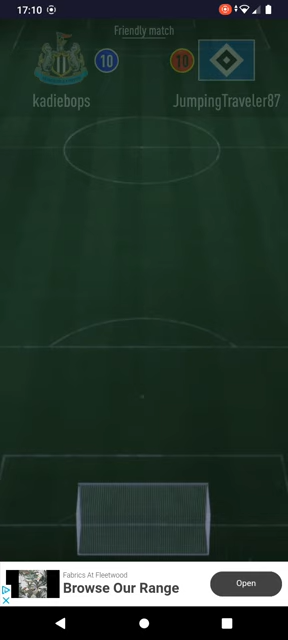 17:10
Friendly match
10
10
kadiebops
JumpingTraveler87
Fabrics At Fleetwood
Browse Our Range
Open